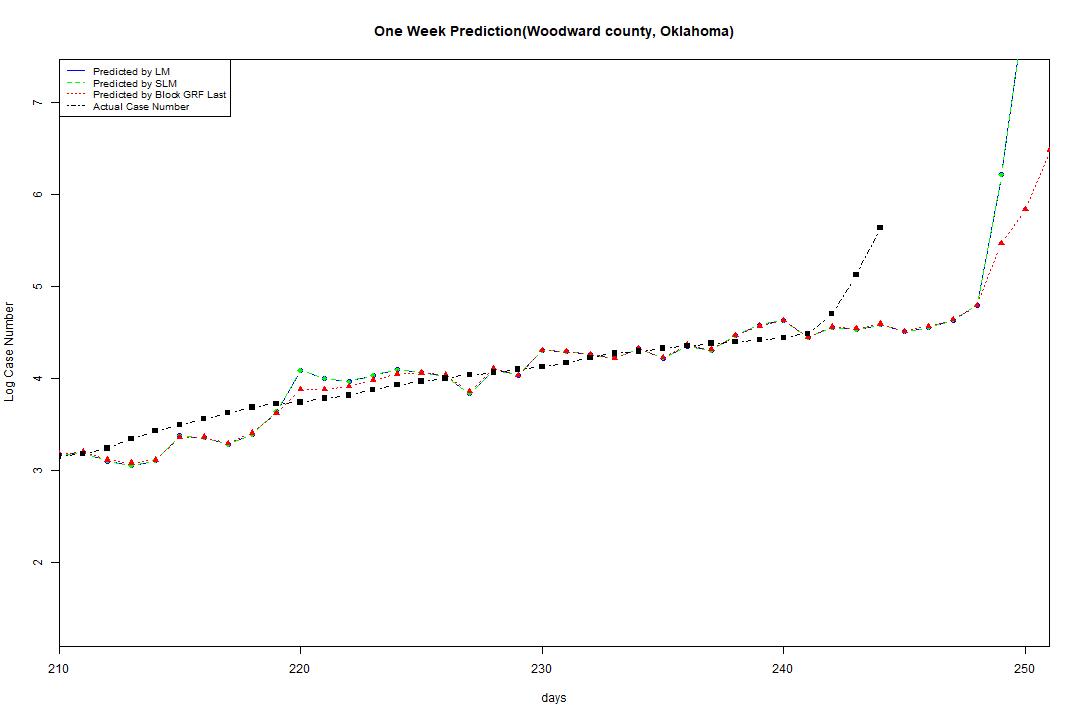 One Week Prediction(Woodward county, Oklahoma)
Predicted by LM
Predicted by SLM
Predicted by Block GRF Last
Actual Case Number
7
6
5
4
3
2
Log Case Number
210 220 230 240 250
days